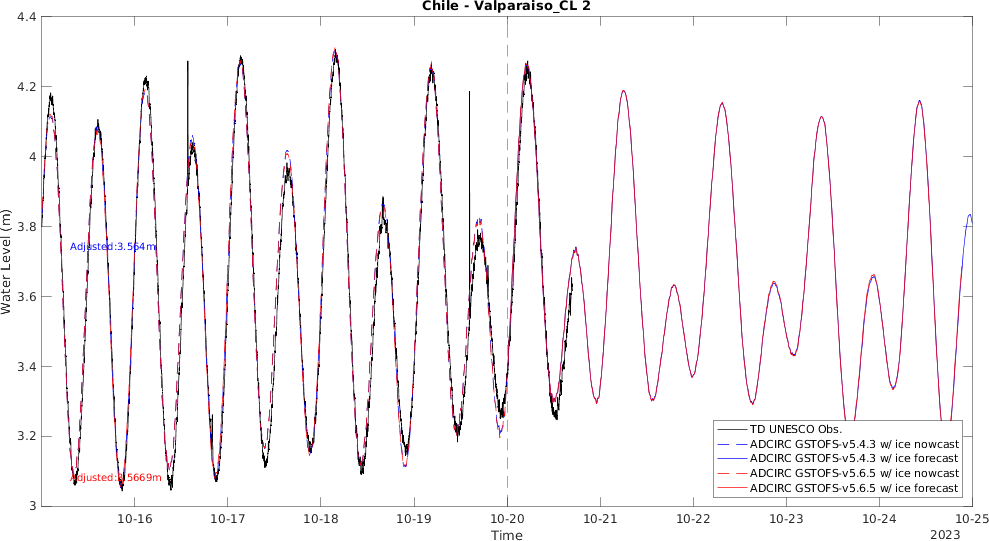 Chile - Valparaiso_CL 2
4.4
4.2
4
3.8
3.6
3.4
3.2
3
Water Level (m)
Adjusted:3.564m
Adjusted:3.5669m
TD UNESCO Obs.
ADCIRC GSTOFS-v5.4.3 w/ ice nowcast
ADCIRC GSTOFS-v5.4.3 w/ ice forecast
ADCIRC GSTOFS-v5.6.5 w/ ice nowcast
ADCIRC GSTOFS-v5.6.5 w/ ice forecast
10-16 10-17 10-18 10-19 10-20 10-21 10-22 10-23 10-24 10-25
Time
2023